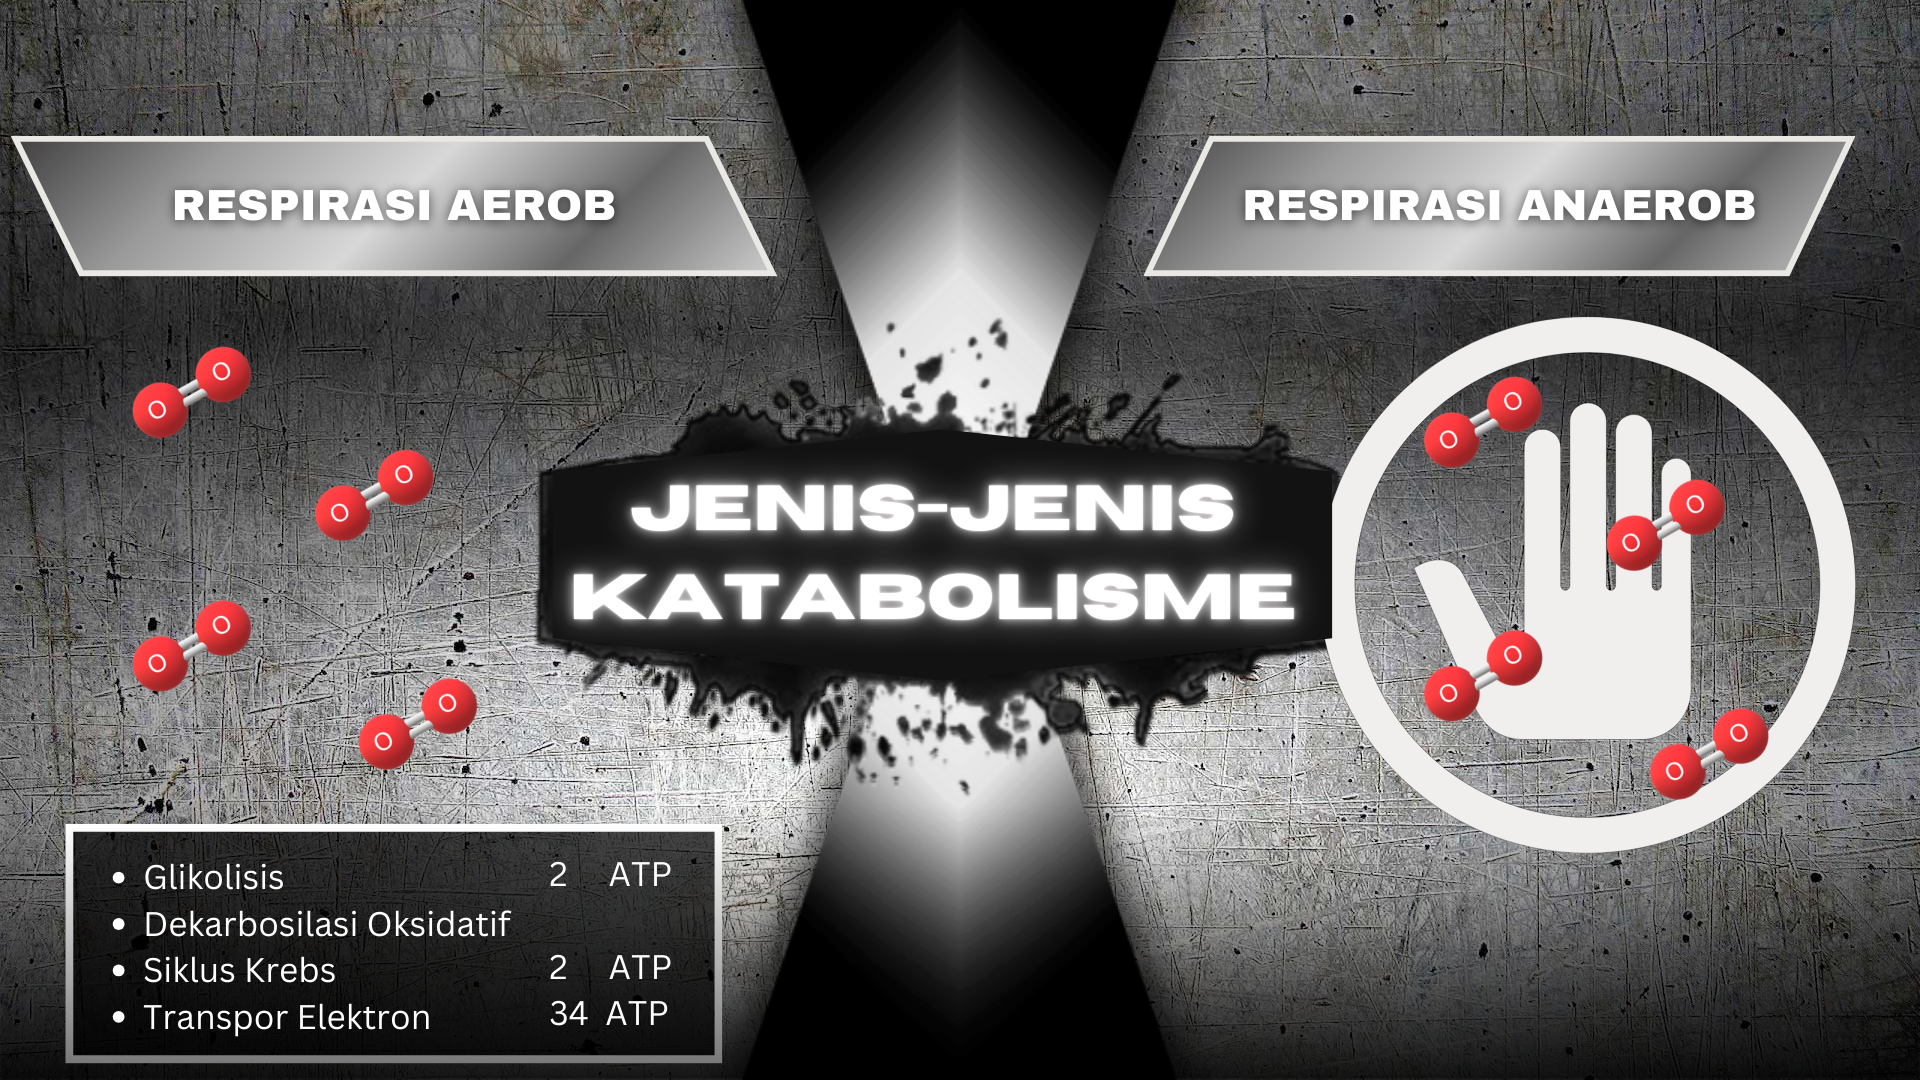 RESPIRASI AEROB
RESPIRASI ANAEROB
O O
O O
O O
O O
JENIS-JENIS
KATABOLISME
O O
O O
O O
O O
• Glikolisis 2 ATP
• Dekarbosilasi Oksidatif
• Siklus Krebs 2 ATP
• Transpor Elektron 34 ATP